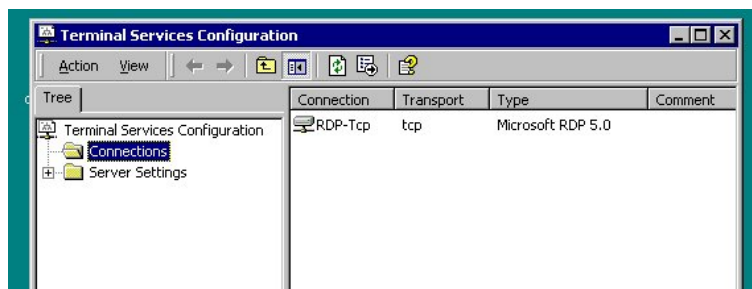 Terminal Services Configuration
Action View
Tree
Connection Transport Type Comment
Terminal Services Configuration
RDP-Tcp tcp Microsoft RDP 5.0
Connections
Server Settings